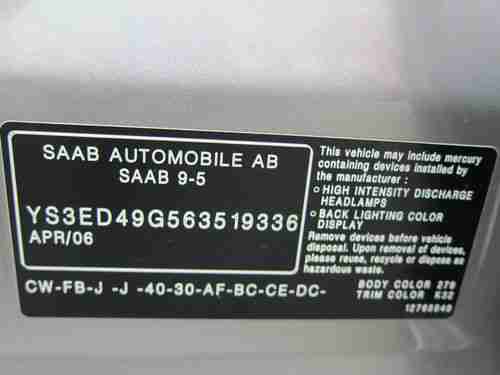 SAAB AUTOMOBILE AB
SAAB 9-5
YS3ED49G563519336
APR/06
This vehicle may include mercury
containing devices installed by
the manufacturer:
o HIGH INTENSITY DISCHARGE
HEADLAMPS
o BACK LIGHTING COLOR
DISPLAY
Remove devices before vehicle
disposal. Upon removal of devices,
please reuse, recycle or dispose as
hazardous waste.
CW-FB-J -J -40-30-AF-BC-CE-DC-
BODY COLOR 279
TRIM COLOR K32